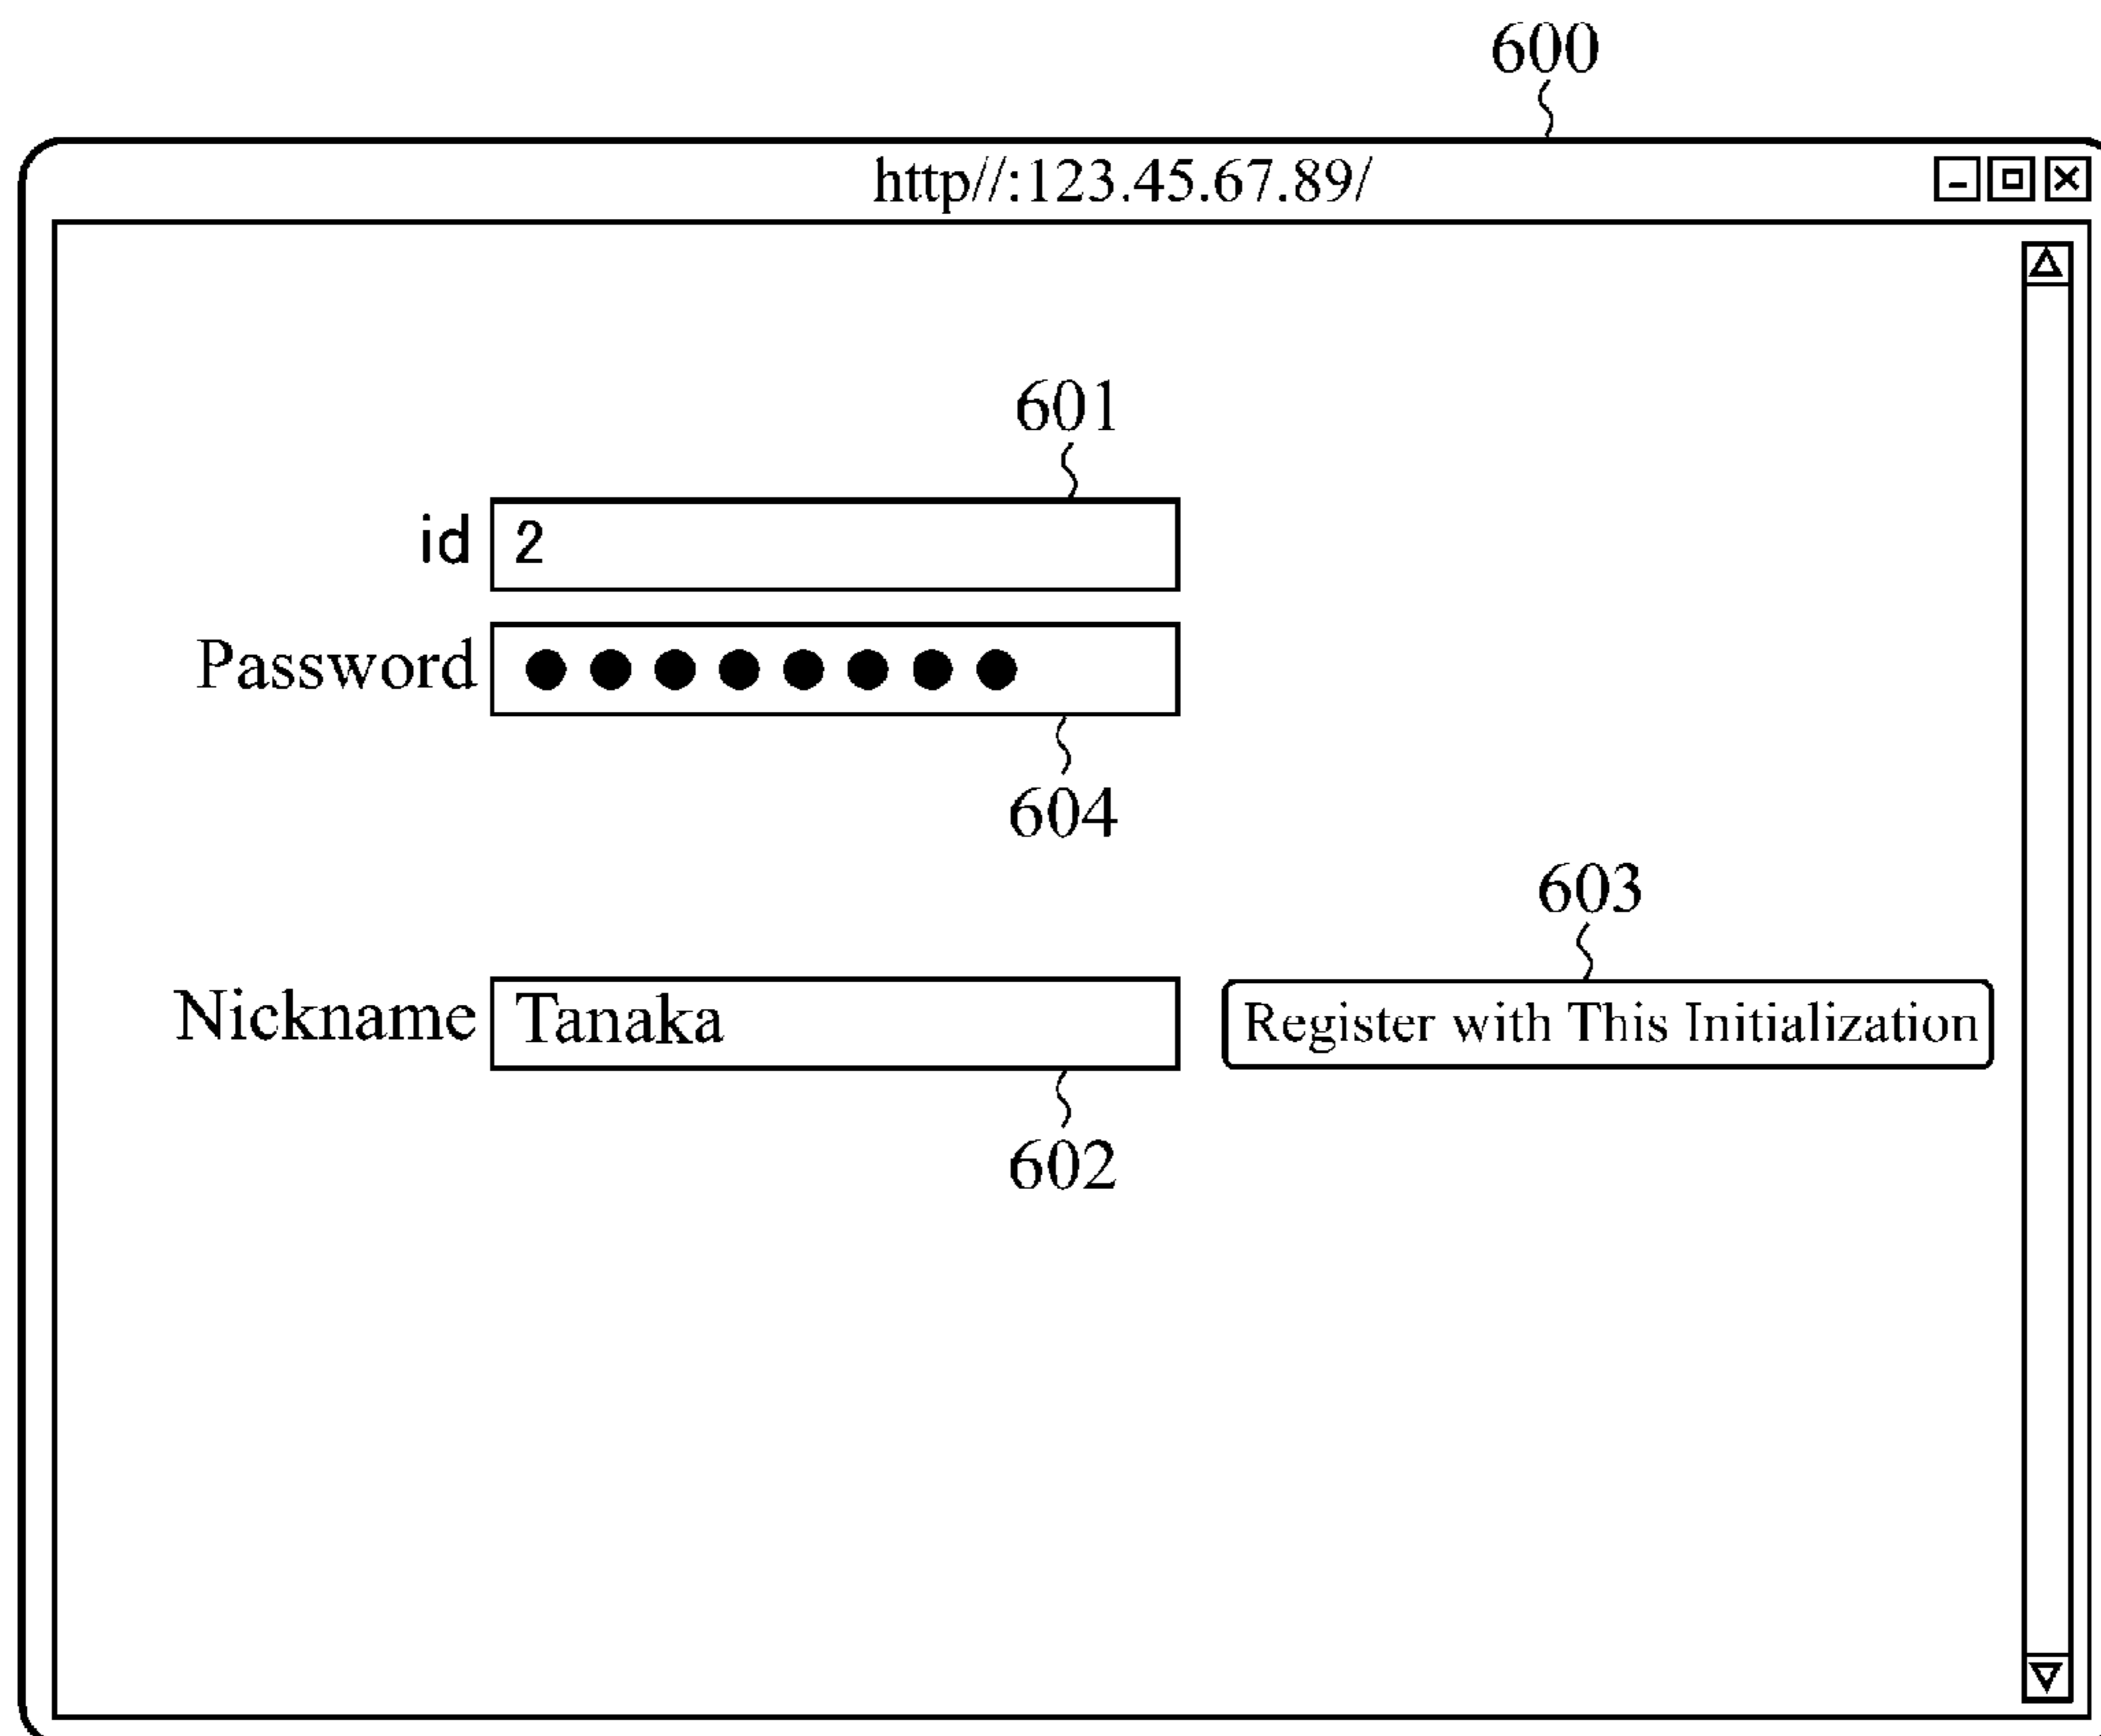 600
http//:123.45.67.89/
601
id 2
Password ●●●●●●●●
604
603
Nickname Tanaka Register with This Initialization
602